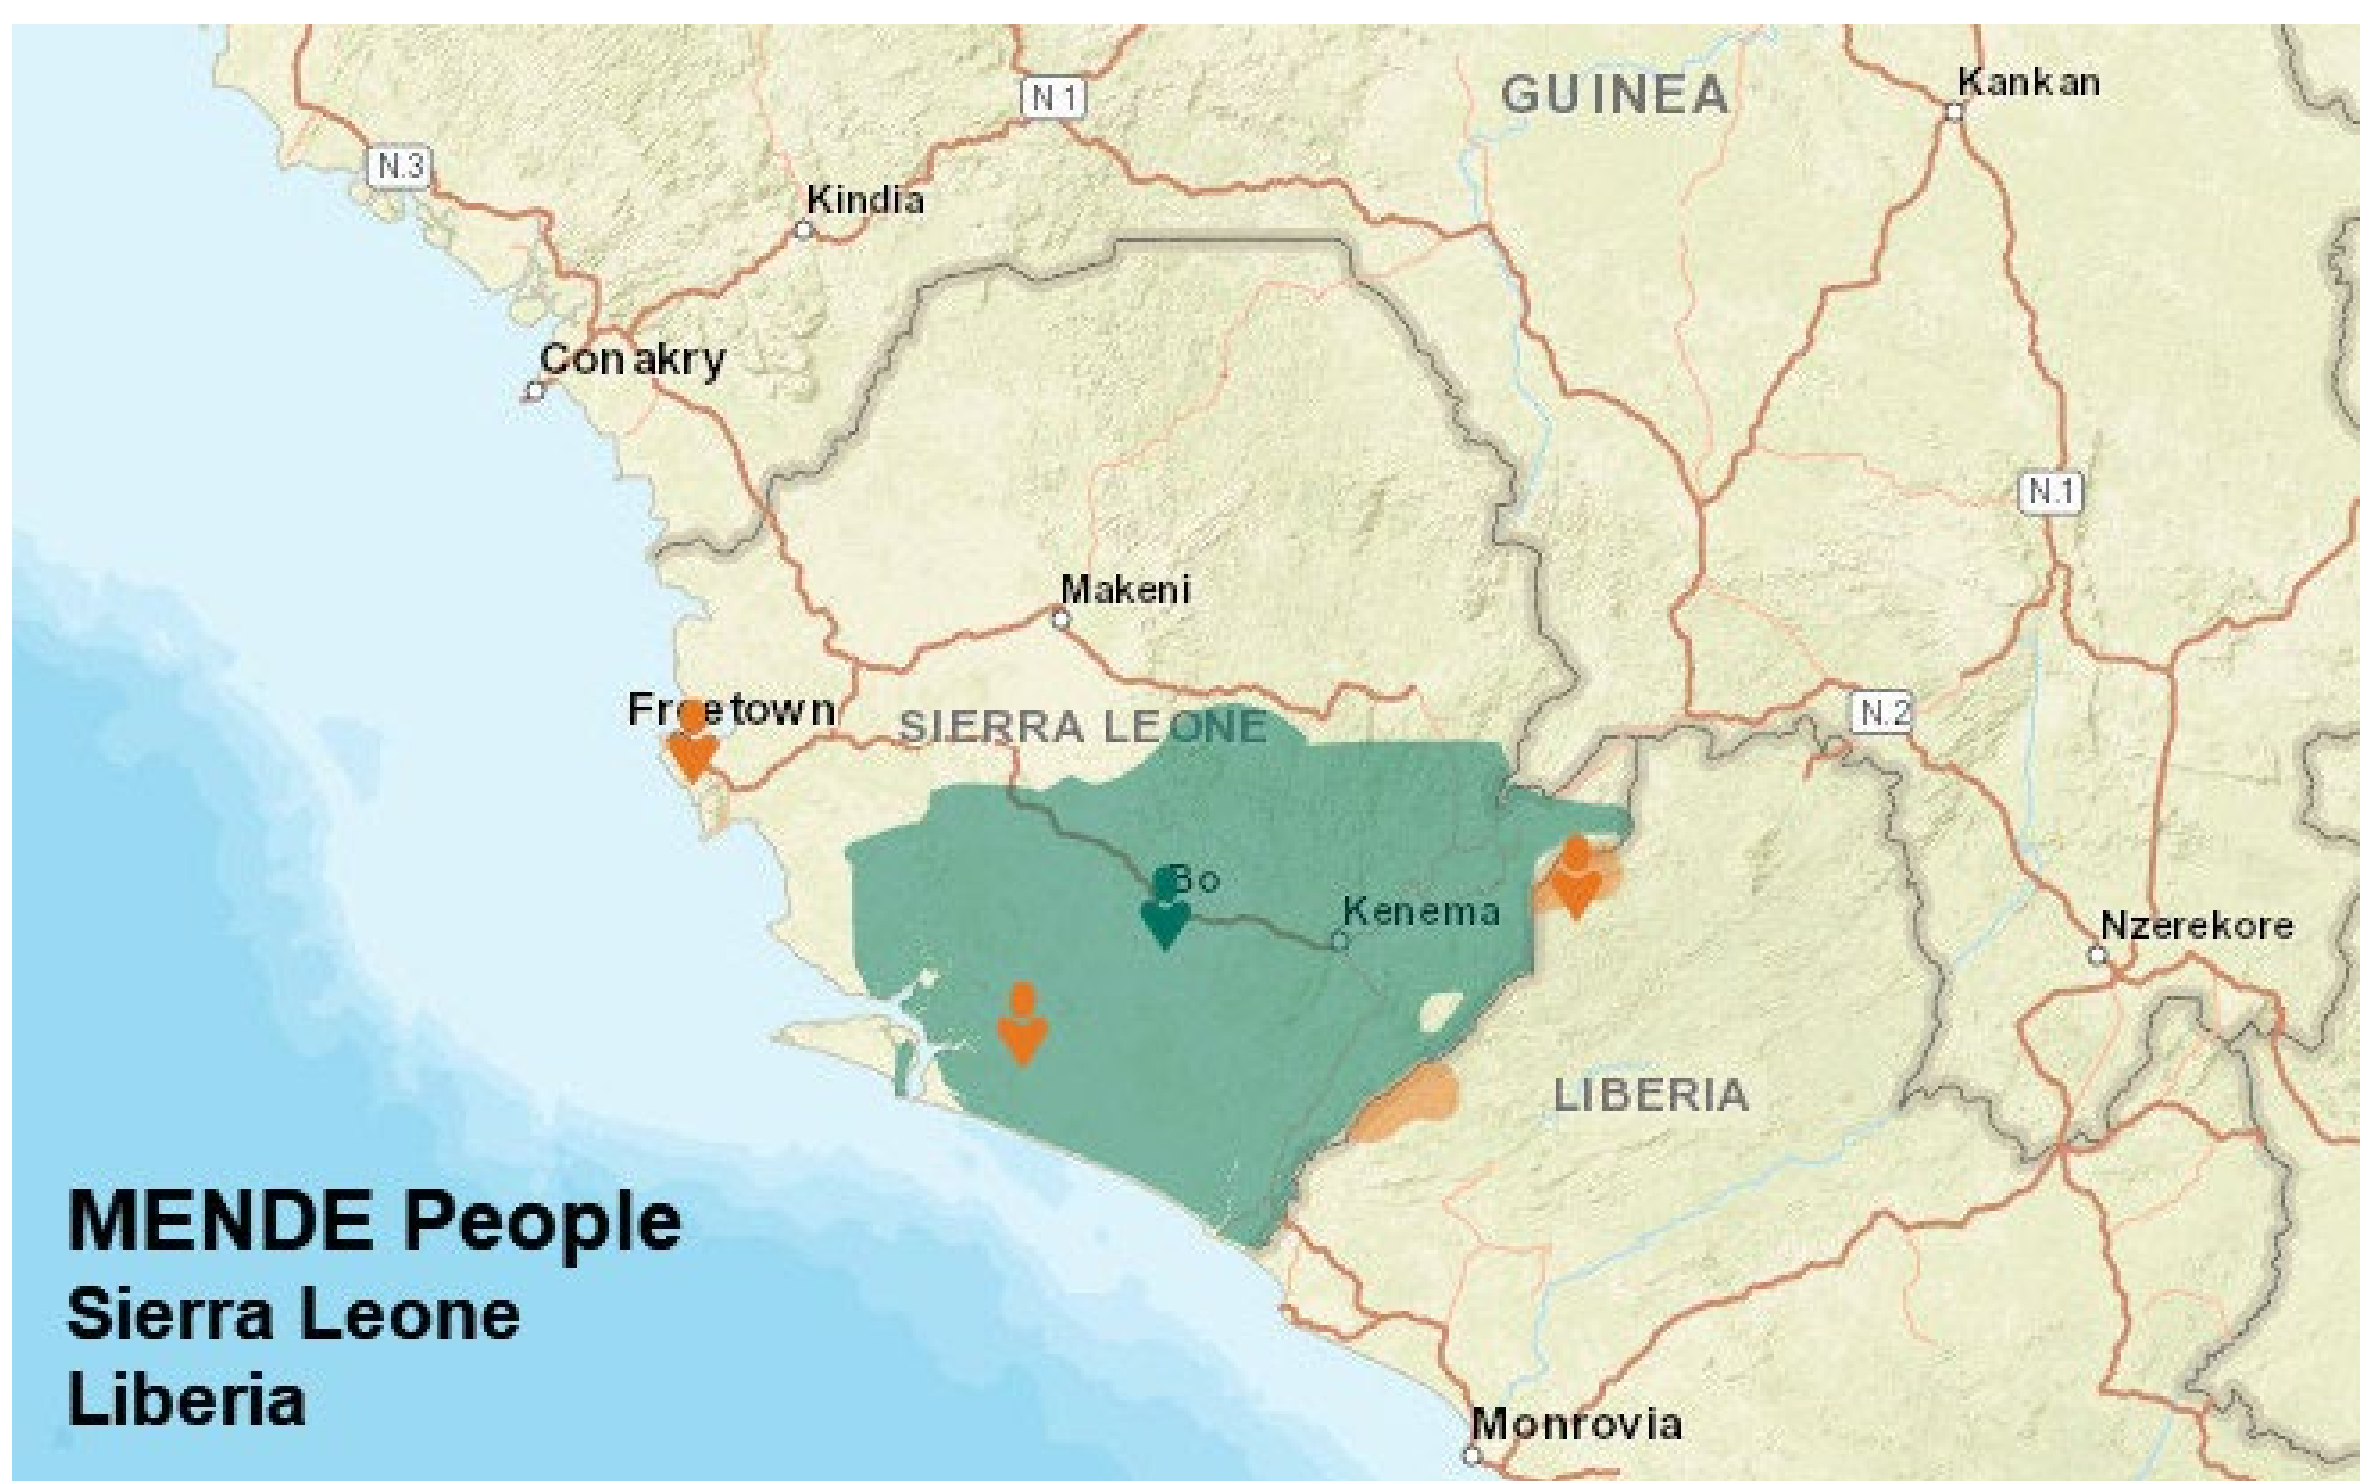 GUINEA
Kankan
N 1
N.3
Kindia
Conakry
N.1
Makeni
Freetown
SIERRA LEONE
N.2
Bo
Kenema
Nzerekore
LIBERIA
MENDE People
Sierra Leone
Liberia
Monrovia